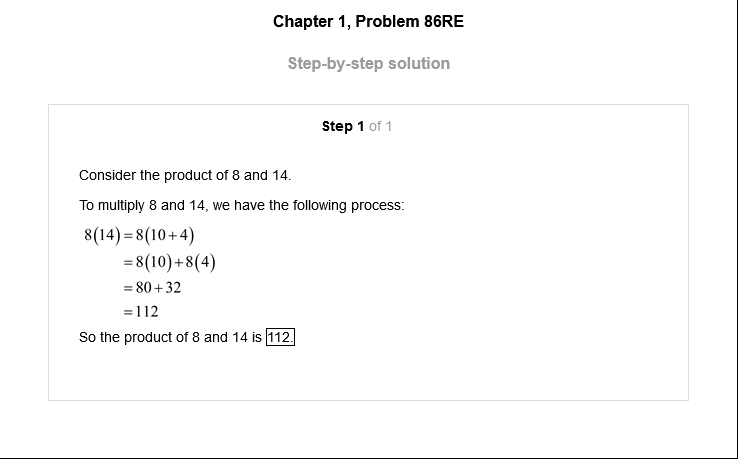 Chapter 1, Problem 86RE
Step-by-step solution
Step 1 of 1
Consider the product of 8 and 14.
To multiply 8 and 14, we have the following process:
8(14)=8(10+4)
=8(10)+8(4)
=80+32
=112
So the product of 8 and 14 is 112.